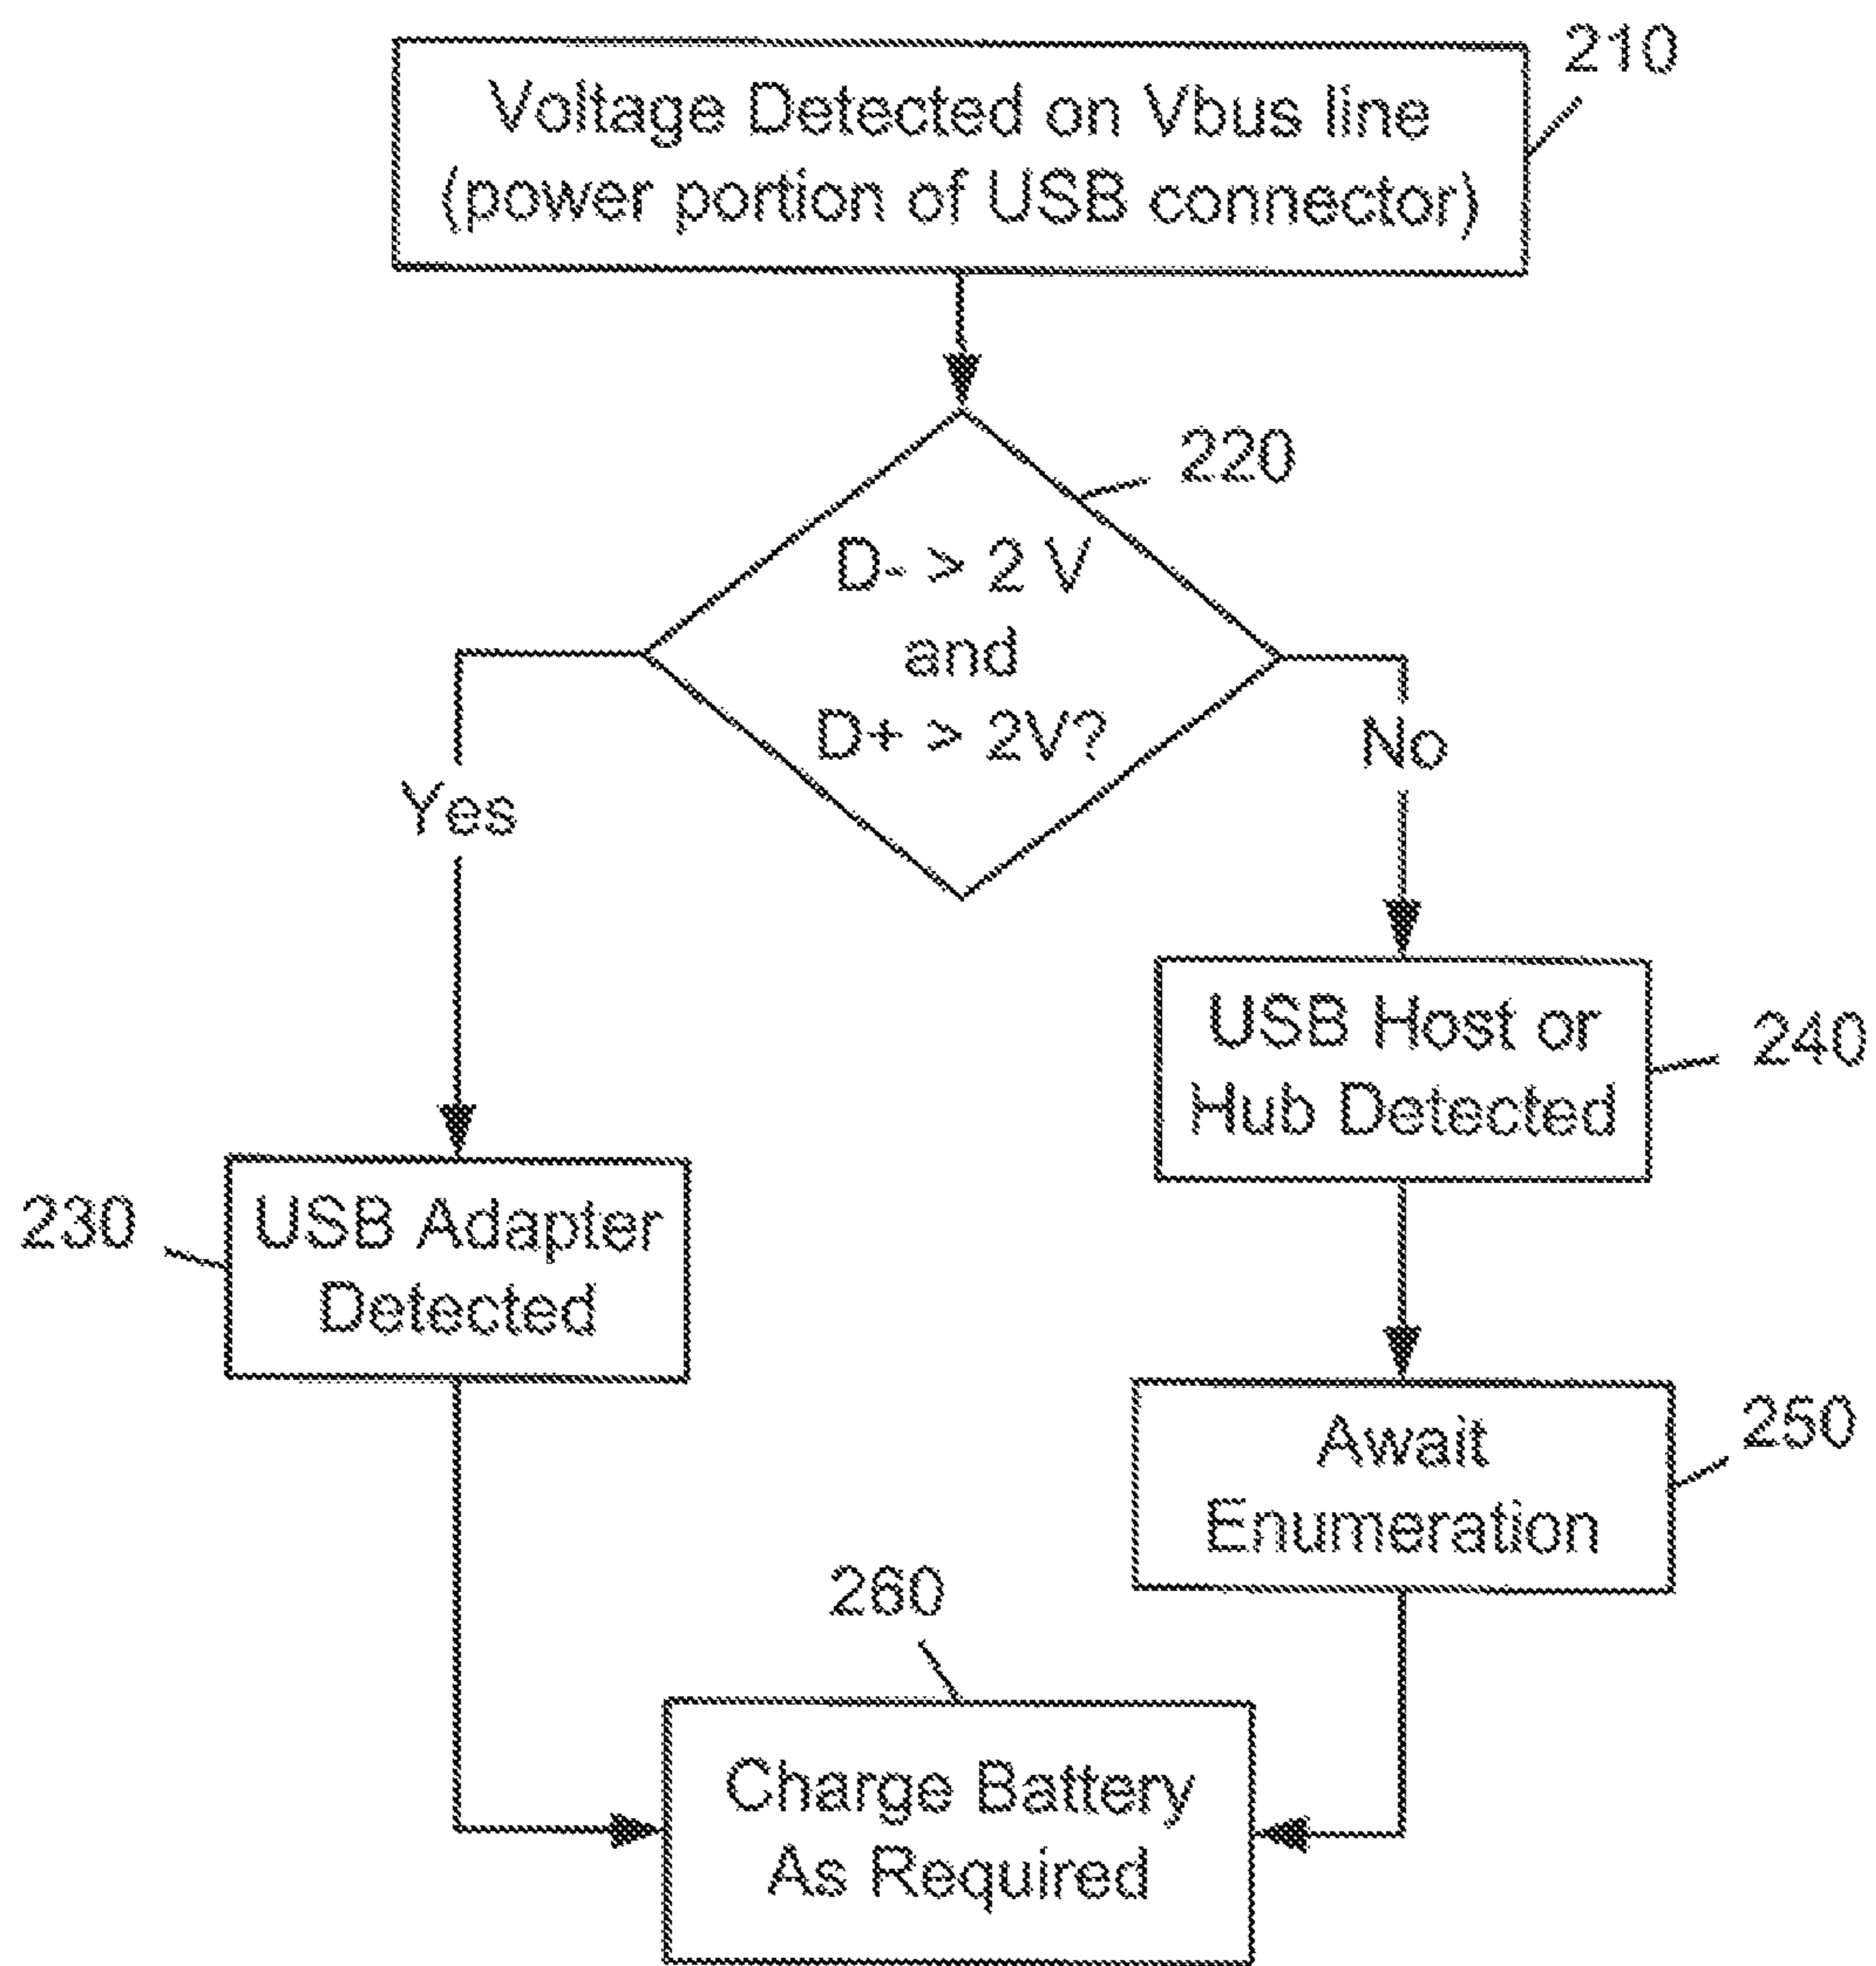 210
Voltage Detected on Vbus line
(power portion of USB connector)
220
D- > 2 V
and
D+ > 2V?
Yes
No
USB Host or
Hub Detected
240
230
USB Adapter
Detected
Await
Enumeration
250
260
Charge Battery
As Required